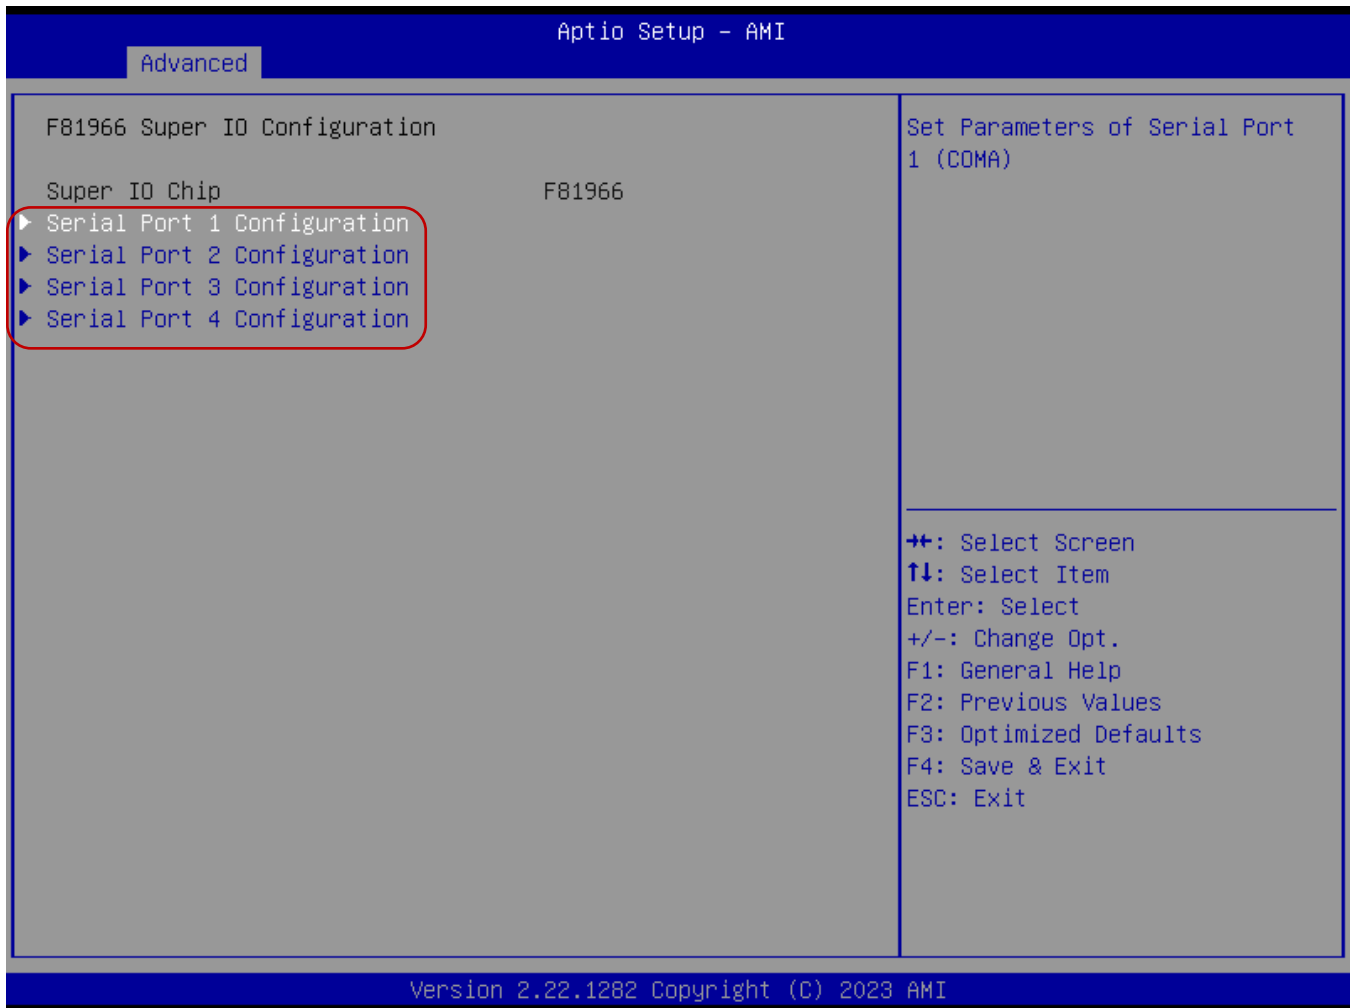 Aptio Setup – AMI
Advanced
F81966 Super IO Configuration
Super IO Chip F81966
▶ Serial Port 1 Configuration
▶ Serial Port 2 Configuration
▶ Serial Port 3 Configuration
▶ Serial Port 4 Configuration
Set Parameters of Serial Port
1 (COMA)
→←: Select Screen
↑↓: Select Item
Enter: Select
+/-: Change Opt.
F1: General Help
F2: Previous Values
F3: Optimized Defaults
F4: Save & Exit
ESC: Exit
Version 2.22.1282 Copyright (C) 2023 AMI